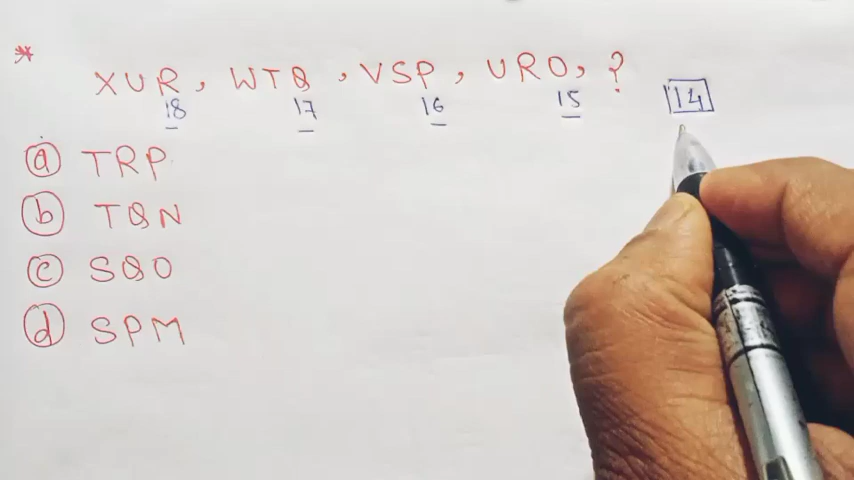 * XUR, WTQ, VSP, URO, ?
18 17 16 15 14
a TRP
b TQN
c SQO
d SPM